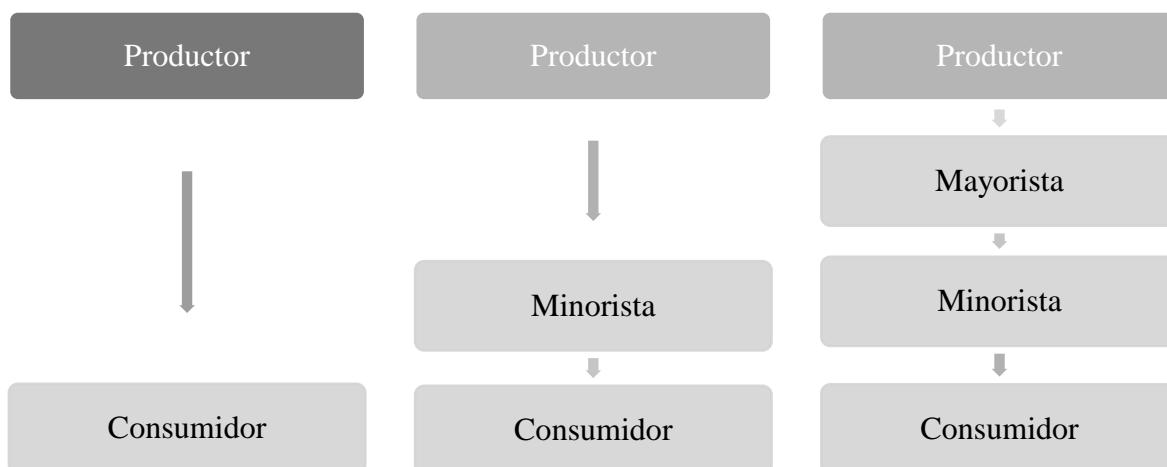 Productor
Consumidor
Productor
Minorista
Consumidor
Productor
Mayorista
Minorista
Consumidor